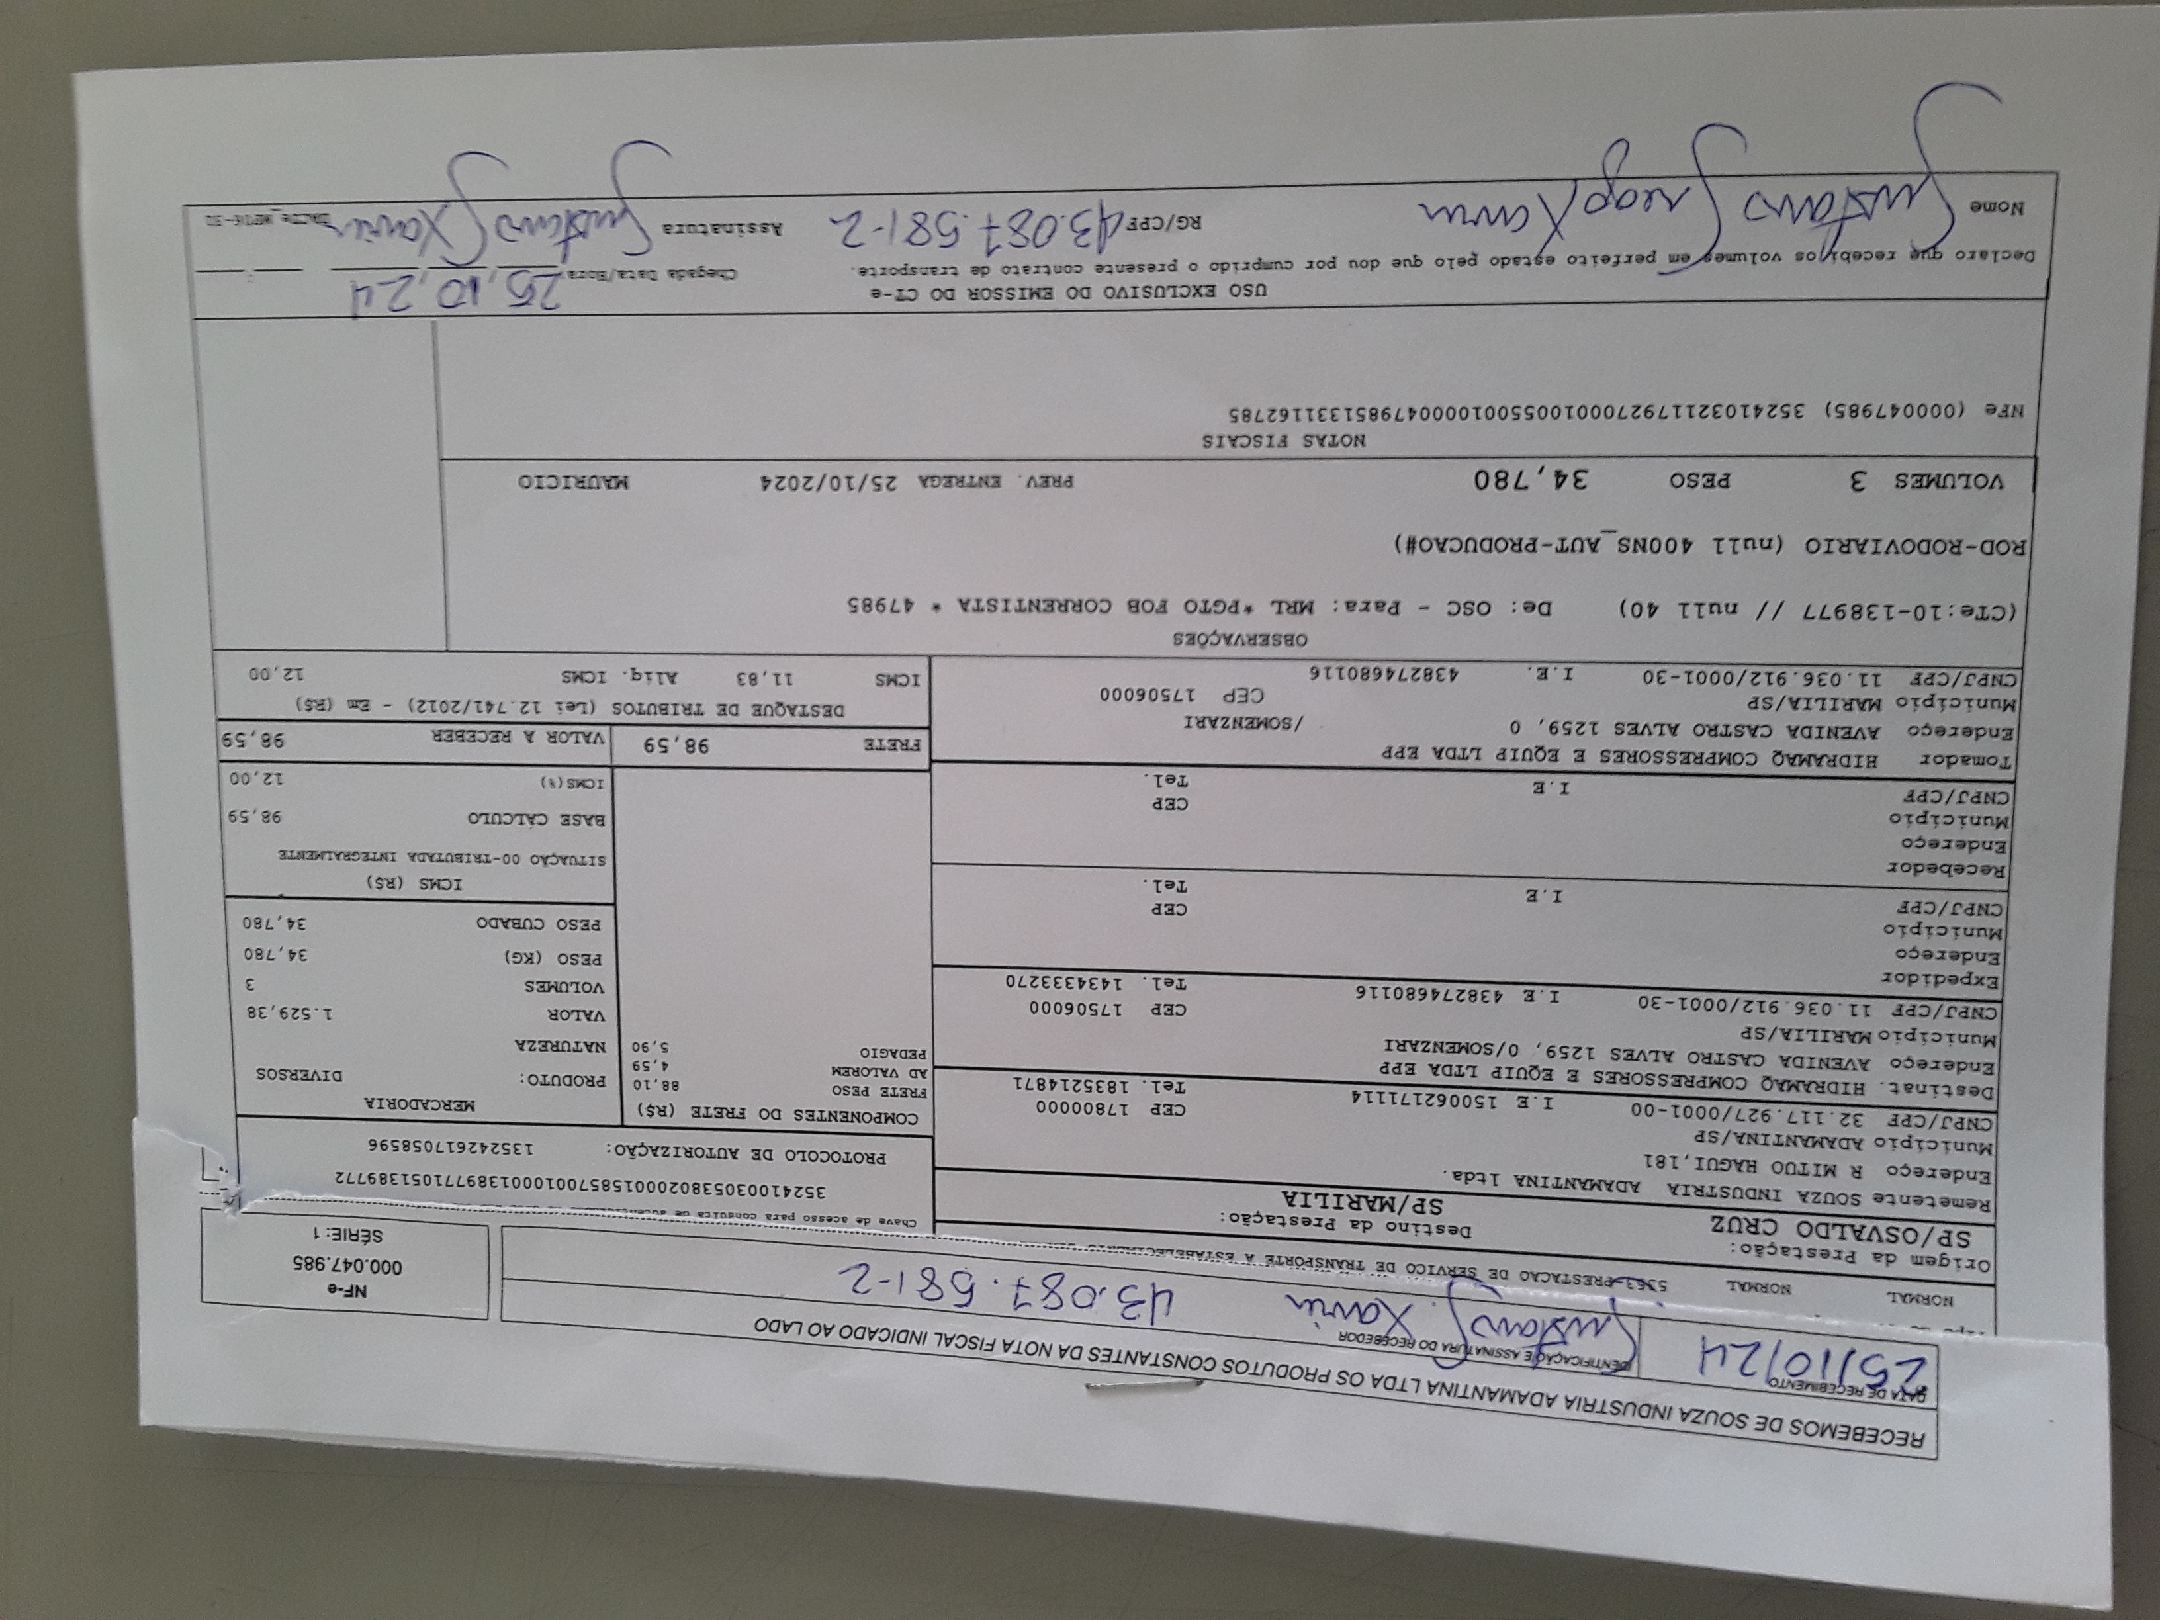 RECEBEMOS DE SOUZA INDUSTRIA ADAMANTINA LTDA OS PRODUTOS CONSTANTES DA NOTA FISCAL INDICADO AO LADO
DATA DE RECEBIMENTO
25/10/24
IDENTIFICAÇÃO E ASSINATURA DO RECEBEDOR
Gustavo G. Xavier 43.087.581-2
NF-e
000.047.985
SÉRIE: 1
NORMAL NORMAL NORMAL 5353-PRESTACAO DE SERVICO DE TRANSPORTE A
Origem da Prestação:
SP/OSVALDO CRUZ
Destino da Prestação:
SP/MARILIA
Chave de acesso para consulta de
PROTOCOLO DE AUTORIZAÇÃO: 135242617058596
Remetente SOUZA INDUSTRIA ADAMANTINA ltda.
Endereço R MITUO HAGUI,181
Município ADAMANTINA/SP CEP 17800000
CNPJ/CPF 32.117.927/0001-00 I.E 150062171114 Tel. 1835214871
Destinat. HIDRAMAQ COMPRESSORES E EQUIP LTDA EPP
Endereço AVENIDA CASTRO ALVES 1259, 0/SOMENZARI
Município MARILIA/SP CEP 17506000
CNPJ/CPF 11.036.912/0001-30 I.E 438274680116 Tel. 1434333270
Expedidor
Endereço
Município CEP
CNPJ/CPF I.E Tel.
Recebedor
Endereço
Município CEP
CNPJ/CPF I.E Tel.
Tomador HIDRAMAQ COMPRESSORES E EQUIP LTDA EPP
Endereço AVENIDA CASTRO ALVES 1259, 0 /SOMENZARI
Município MARILIA/SP CEP 17506000
CNPJ/CPF 11.036.912/0001-30 I.E. 438274680116
COMPONENTES DO FRETE (R$)
FRETE PESO 88,10
AD VALOREM 4,59
PEDAGIO 5,90
MERCADORIA
PRODUTO: DIVERSOS
NATUREZA
VALOR 1.529,38
VOLUMES 3
PESO (KG) 34,780
PESO CUBADO 34,780
ICMS (R$)
SITUAÇÃO 00-TRIBUTADA INTEGRALMENTE
BASE CÁLCULO 98,59
ICMS(%) 12,00
FRETE 98,59 VALOR A RECEBER 98,59
DESTAQUE DE TRIBUTOS (Lei 12.741/2012) - Em (R$)
ICMS 11,83 Aliq. ICMS 12,00
OBSERVAÇÕES
(CTe:10-138977 // null 40) De: OSC - Para: MRL *PGTO FOB CORRENTISTA * 47985
ROD-RODOVIARIO (null 400NS_AUT-PRODUCAO#)
VOLUMES 3 PESO 34,780 PREV. ENTREGA 25/10/2024 MAURICIO
NOTAS FISCAIS
NFe (000047985) 35241032117927000100550010000479851331162785
USO EXCLUSIVO DO EMISSOR DO CT-e
Declaro que recebi os volumes em perfeito estado pelo que dou por cumprido o presente contrato de transporte.
Chegada Data/Hora 25,10,24
Nome Gustavo Xavier RG/CPF 43.087.581-2 Assinatura Gustavo G Xavier